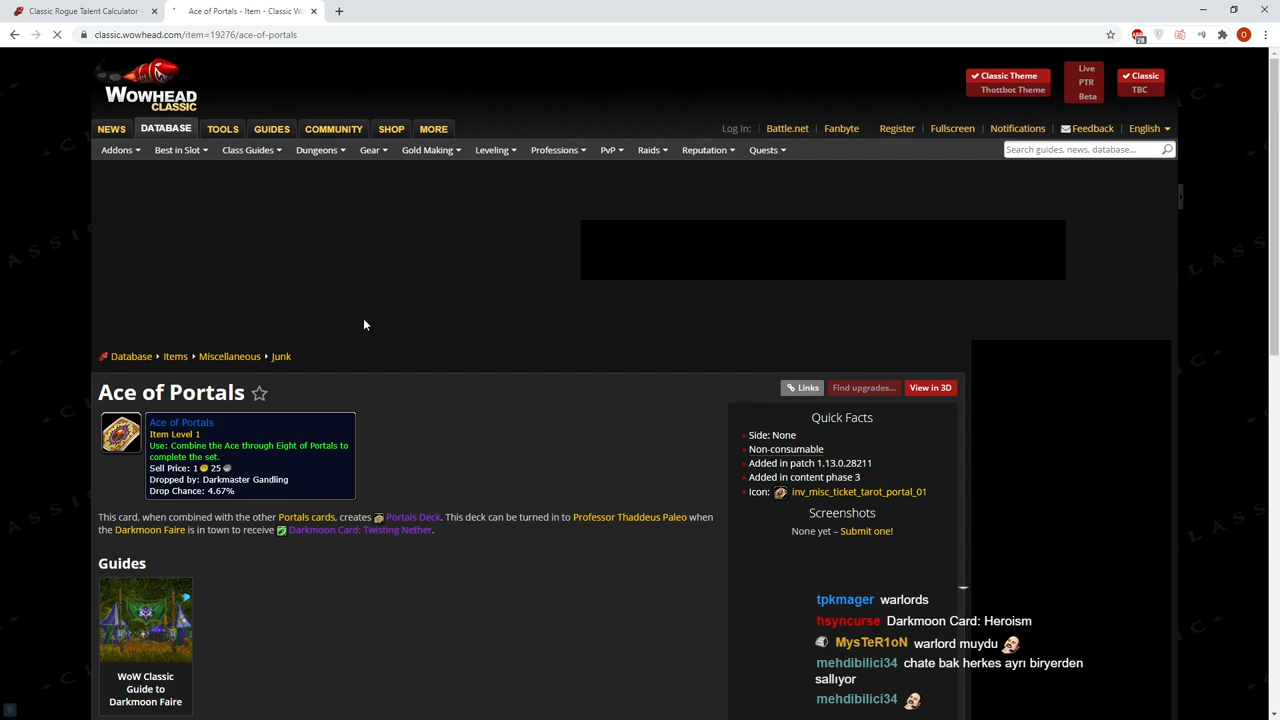 Classic Rogue Talent Calculator -
Ace of Portals - Item - Classic Wo
classic.wowhead.com/item=19276/ace-of-portals
28
O
WOWHEAD
CLASSIC
Classic Theme
Thottbot Theme
Live
PTR
Beta
Classic
TBC
NEWS DATABASE TOOLS GUIDES COMMUNITY SHOP MORE
Log In: Battle.net Fanbyte Register Fullscreen Notifications Feedback English
Addons Best in Slot Class Guides Dungeons Gear Gold Making Leveling Professions PvP Raids Reputation Quests
Search guides, news, database...
Database Items Miscellaneous Junk
Ace of Portals
Links Find upgrades... View in 3D
Ace of Portals
Item Level 1
Use: Combine the Ace through Eight of Portals to
complete the set.
Sell Price: 1 25
Dropped by: Darkmaster Gandling
Drop Chance: 4.67%
Quick Facts
Side: None
Non-consumable
Added in patch 1.13.0.28211
Added in content phase 3
Icon: inv_misc_ticket_tarot_portal_01
Screenshots
None yet – Submit one!
This card, when combined with the other Portals cards, creates Portals Deck. This deck can be turned in to Professor Thaddeus Paleo when
the Darkmoon Faire is in town to receive Darkmoon Card: Twisting Nether.
Guides
WoW Classic
Guide to
Darkmoon Faire
tpkmager warlords
hsyncurse Darkmoon Card: Heroism
MysTeR1oN warlord muydu
mehdibilici34 chate bak herkes ayrı biryerden
sallıyor
mehdibilici34